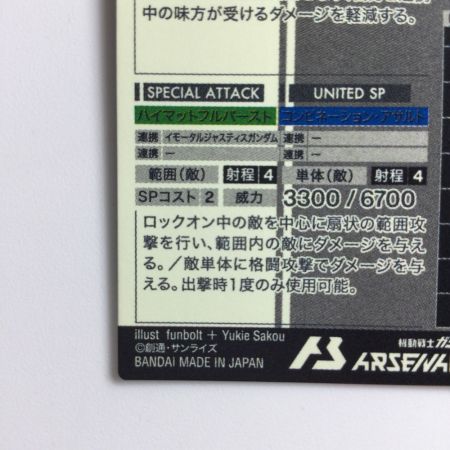 中の味方が受けるダメージを軽減する。
SPECIAL ATTACK
UNITED SP
ハイマットフルバースト
コンビネーション・アサルト
連携 イモータルジャスティスガンダム
連携 ー
連携 ー
連携 ー
範囲(敵) 射程 4
単体(敵) 射程 4
SPコスト 2 威力 3300/6700
ロックオン中の敵を中心に扇状の範囲攻
撃を行い、範囲内の敵にダメージを与え
る。/敵単体に格闘攻撃でダメージを与
える。出撃時1度のみ使用可能。
illust funbolt + Yukie Sakou
©創通・サンライズ
BANDAI MADE IN JAPAN
機動戦士ガ
AB ARSENA